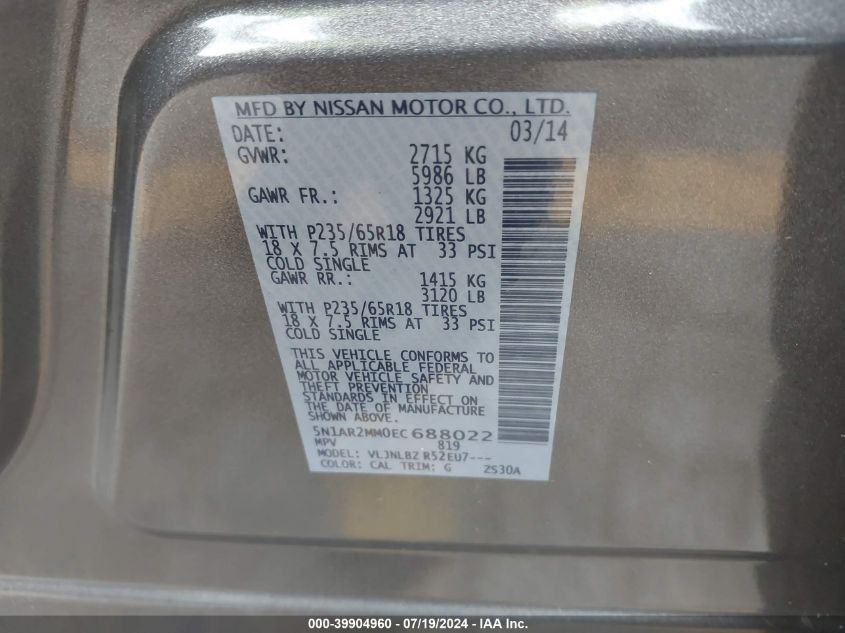 MFD BY NISSAN MOTOR CO., LTD.
DATE: 03/14
GVWR: 2715 KG
5986 LB
GAWR FR.: 1325 KG
2921 LB
WITH P235/65R18 TIRES
18 X 7.5 RIMS AT 33 PSI
COLD SINGLE
GAWR RR.: 1415 KG
3120 LB
WITH P235/65R18 TIRES
18 X 7.5 RIMS AT 33 PSI
COLD SINGLE
THIS VEHICLE CONFORMS TO
ALL APPLICABLE FEDERAL
MOTOR VEHICLE SAFETY AND
THEFT PREVENTION
STANDARDS IN EFFECT ON
THE DATE OF MANUFACTURE
SHOWN ABOVE.
5N1AR2MM0EC688022
MPV 819
MODEL: VLJNLBZ R52EU7---
COLOR: CAL TRIM: G ZS30A
000-39904960 - 07/19/2024 - IAA Inc.